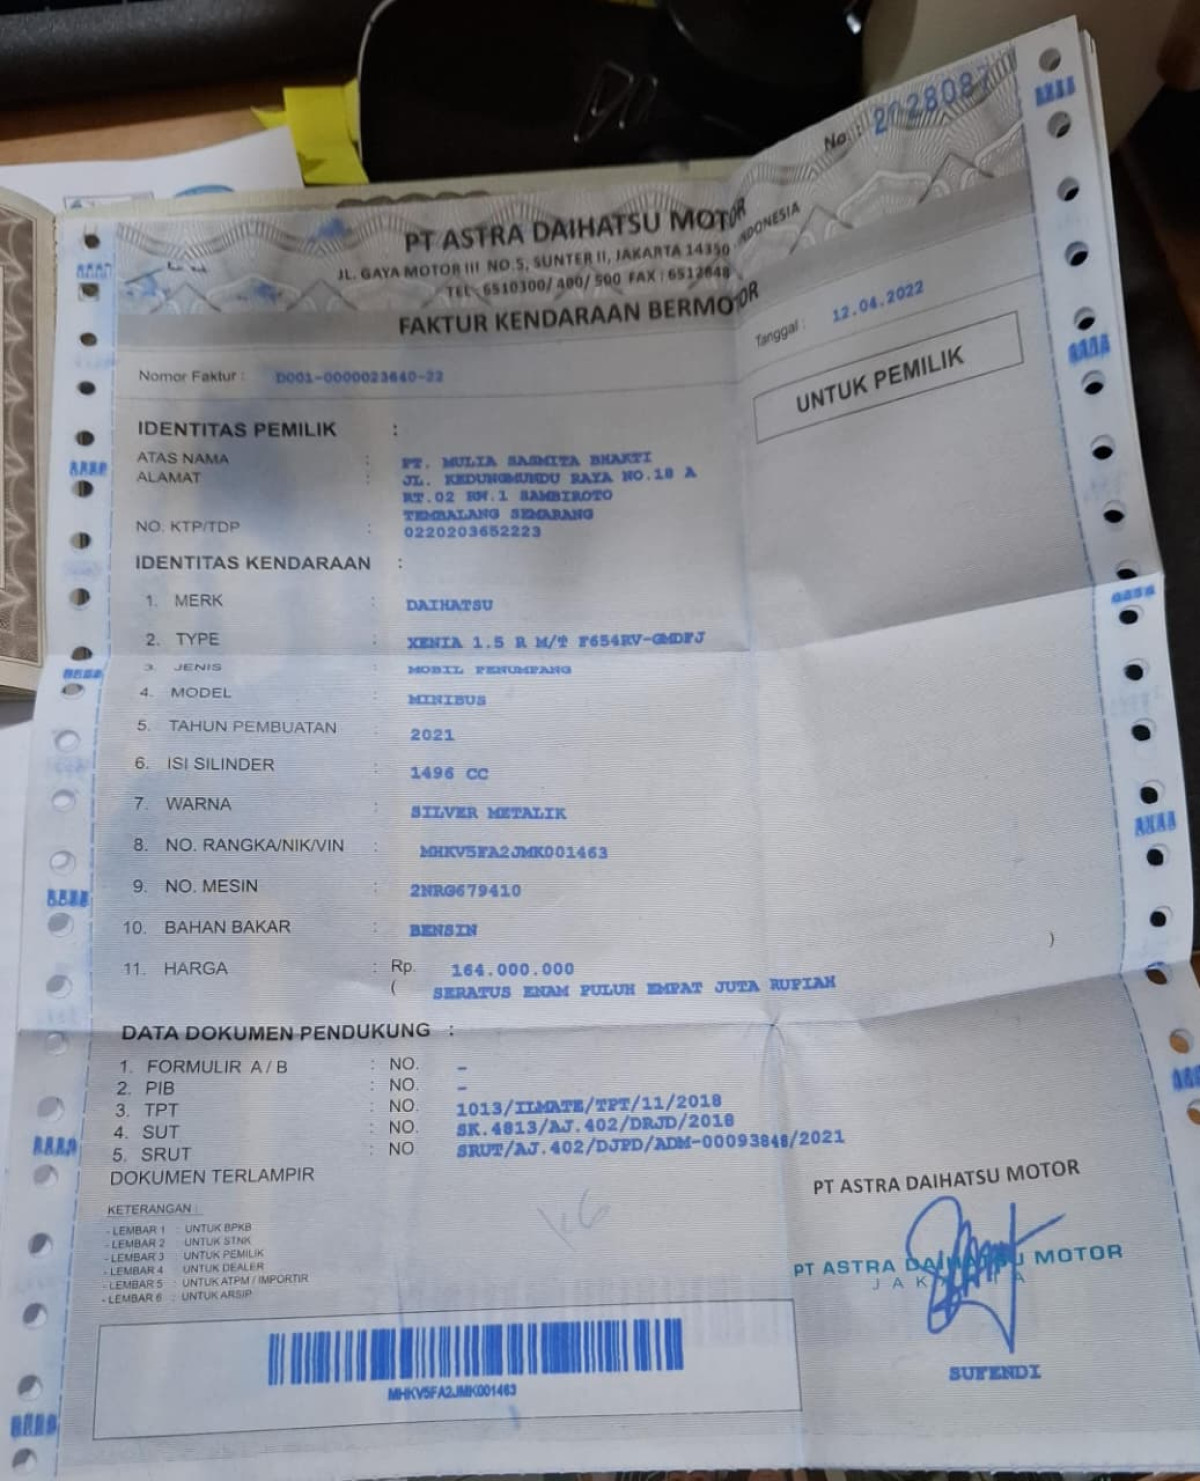 No. : 2028087
PT ASTRA DAIHATSU MOTOR
JL. GAYA MOTOR III NO.5, SUNTER II, JAKARTA 14350 INDONESIA
TEL : 6510300/ 400/ 500 FAX : 6512648
FAKTUR KENDARAAN BERMOTOR
Tanggal : 12.04.2022
Nomor Faktur : D001-0000023640-22
UNTUK PEMILIK
IDENTITAS PEMILIK :
ATAS NAMA : PT. MULIA SASMITA BHAKTI
ALAMAT : JL. KEDUNGMUNDU RAYA NO.18 A
RT.02 RW.1 SAMBIROTO
TEMBALANG SEMARANG
NO. KTP/TDP : 0220203652223
IDENTITAS KENDARAAN :
1. MERK : DAIHATSU
2. TYPE : XENIA 1.5 R M/T F654RV-GMDFJ
3. JENIS : MOBIL PENUMPANG
4. MODEL : MINIBUS
5. TAHUN PEMBUATAN : 2021
6. ISI SILINDER : 1496 CC
7. WARNA : SILVER METALIK
8. NO. RANGKA/NIK/VIN : MHKV5FA2JMK001463
9. NO. MESIN : 2NRG679410
10. BAHAN BAKAR : BENSIN
11. HARGA : Rp. 164.000.000
( SERATUS ENAM PULUH EMPAT JUTA RUPIAH )
DATA DOKUMEN PENDUKUNG :
1. FORMULIR A / B : NO. -
2. PIB : NO. -
3. TPT : NO. 1013/ILMATE/TPT/11/2018
4. SUT : NO. SK.4813/AJ.402/DRJD/2018
5. SRUT : NO SRUT/AJ.402/DJPD/ADM-00093848/2021
DOKUMEN TERLAMPIR
KETERANGAN :
- LEMBAR 1 : UNTUK BPKB
- LEMBAR 2 : UNTUK STNK
- LEMBAR 3 : UNTUK PEMILIK
- LEMBAR 4 : UNTUK DEALER
- LEMBAR 5 : UNTUK ATPM / IMPORTIR
- LEMBAR 6 : UNTUK ARSIP
PT ASTRA DAIHATSU MOTOR
PT ASTRA DAIHATSU MOTOR
JAKARTA
SUFENDI
MHKV5FA2JMK001463